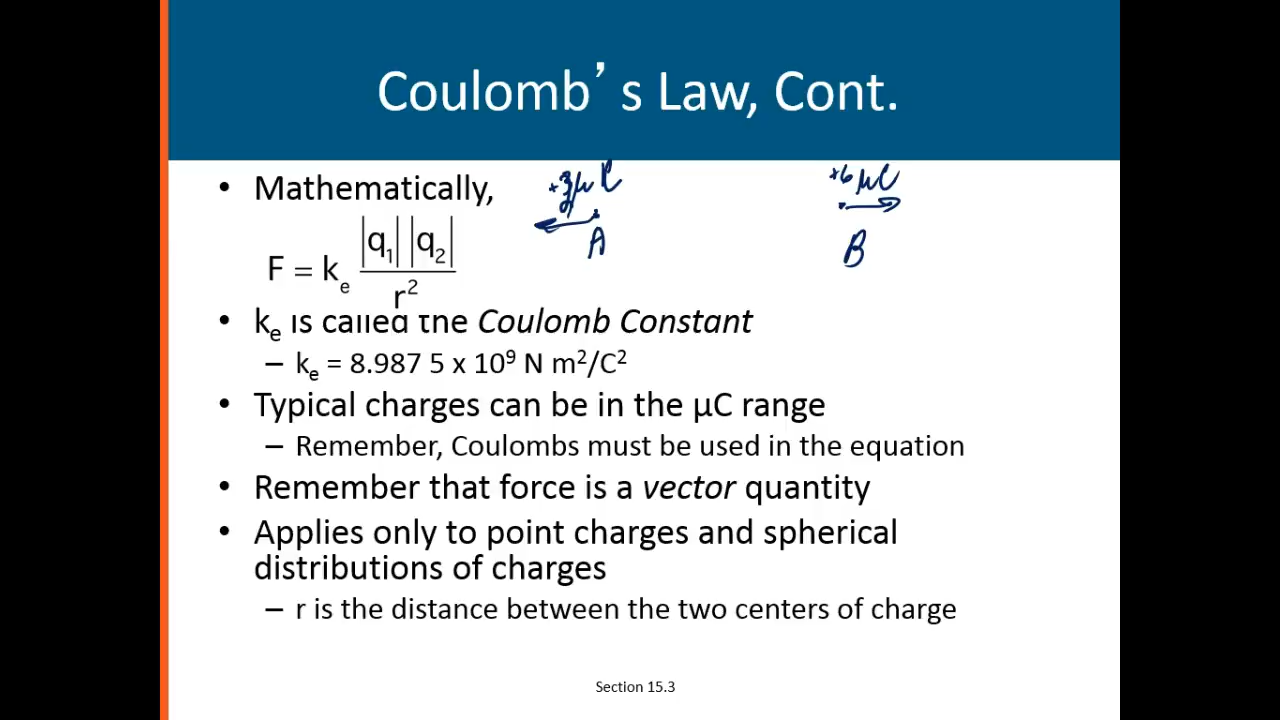 Coulomb’s Law, Cont.
• Mathematically,
+3μC
+6μC
A
B
F = kₑ |q₁| |q₂| / r²
• kₑ is called the Coulomb Constant
– kₑ = 8.987 5 x 10⁹ N m²/C²
• Typical charges can be in the μC range
– Remember, Coulombs must be used in the equation
• Remember that force is a vector quantity
• Applies only to point charges and spherical
distributions of charges
– r is the distance between the two centers of charge
Section 15.3